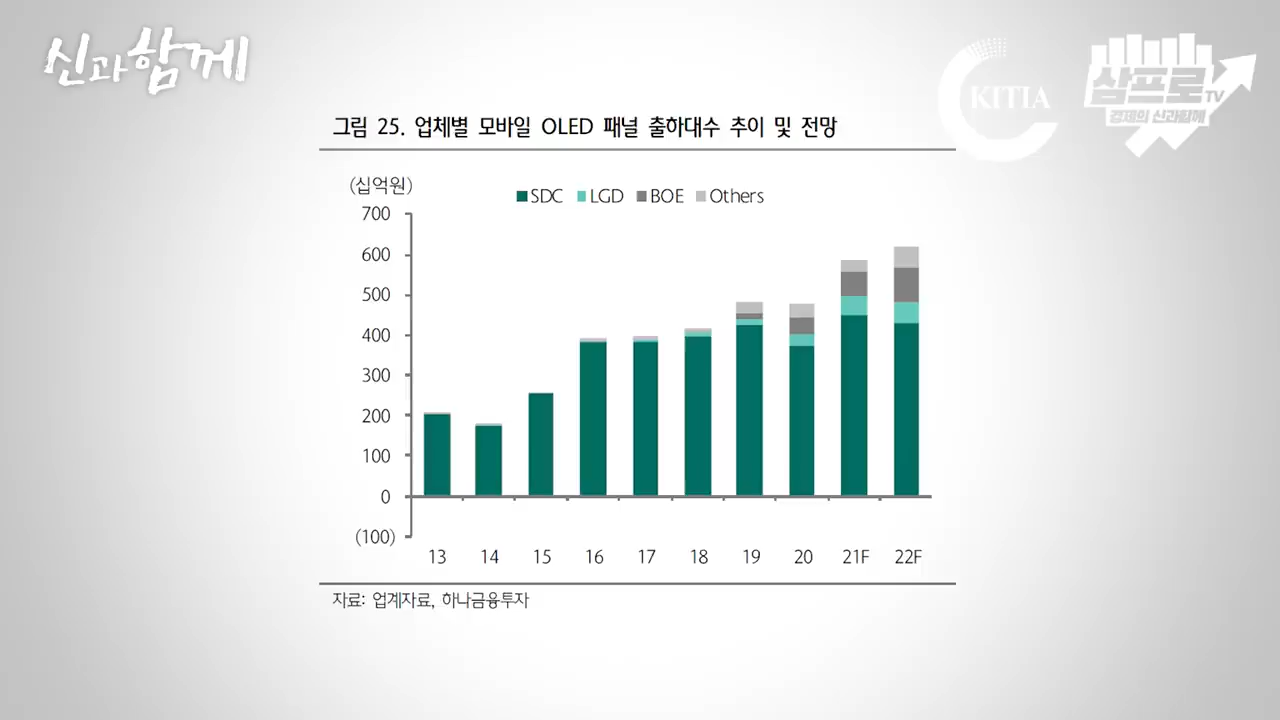 신과함께
KITIA
삼프로TV
경제의 신과함께
그림 25. 업체별 모바일 OLED 패널 출하대수 추이 및 전망
(십억원)
SDC LGD BOE Others
700
600
500
400
300
200
100
0
(100)
13 14 15 16 17 18 19 20 21F 22F
자료: 업계자료, 하나금융투자